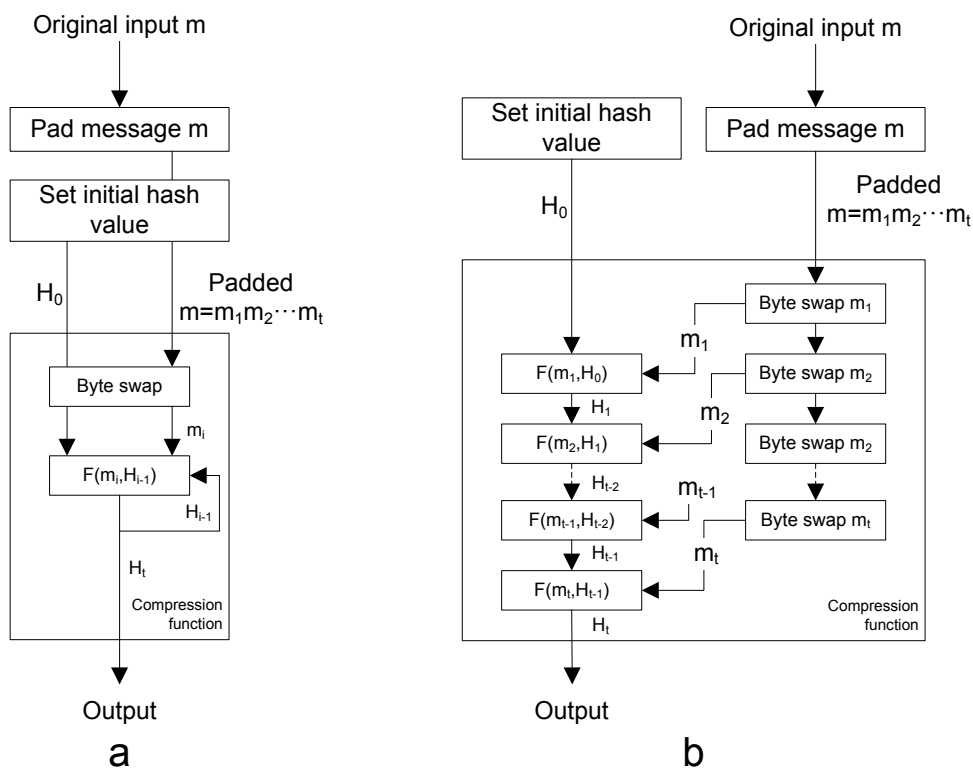 Original input m
Pad message m
Set initial hash
value
H₀
Padded
m=m₁m₂⋯mₜ
Byte swap
mᵢ
F(mᵢ,Hᵢ₋₁)
Hᵢ₋₁
Hₜ
Compression
function
Output
a
Original input m
Set initial hash
value
Pad message m
H₀
Padded
m=m₁m₂⋯mₜ
Byte swap m₁
m₁
F(m₁,H₀)
Byte swap m₂
H₁
m₂
F(m₂,H₁)
Byte swap m₂
Hₜ₋₂
mₜ₋₁
F(mₜ₋₁,Hₜ₋₂)
Byte swap mₜ
Hₜ₋₁
mₜ
F(mₜ,Hₜ₋₁)
Hₜ
Compression
function
Output
b